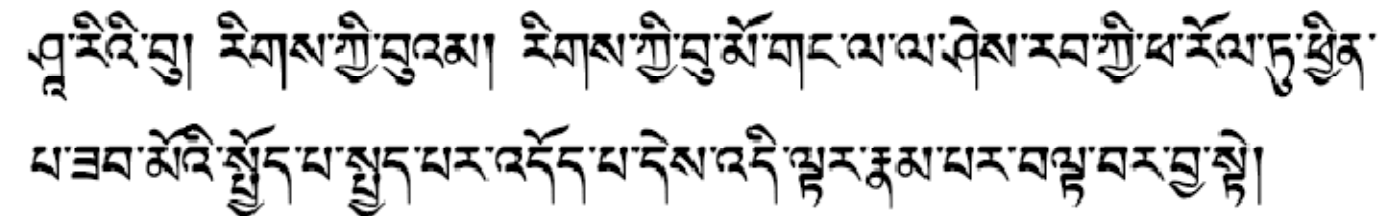 ཤཱ་རིའི་བུ། རིགས་ཀྱི་བུའམ། རིགས་ཀྱི་བུ་མོ་གང་ལ་ལ་ཤེས་རབ་ཀྱི་ཕ་རོལ་ཏུ་ཕྱིན་
པ་ཟབ་མོའི་སྤྱོད་པ་སྤྱད་པར་འདོད་པ་དེས་འདི་ལྟར་རྣམ་པར་བལྟ་བར་བྱ་སྟེ།